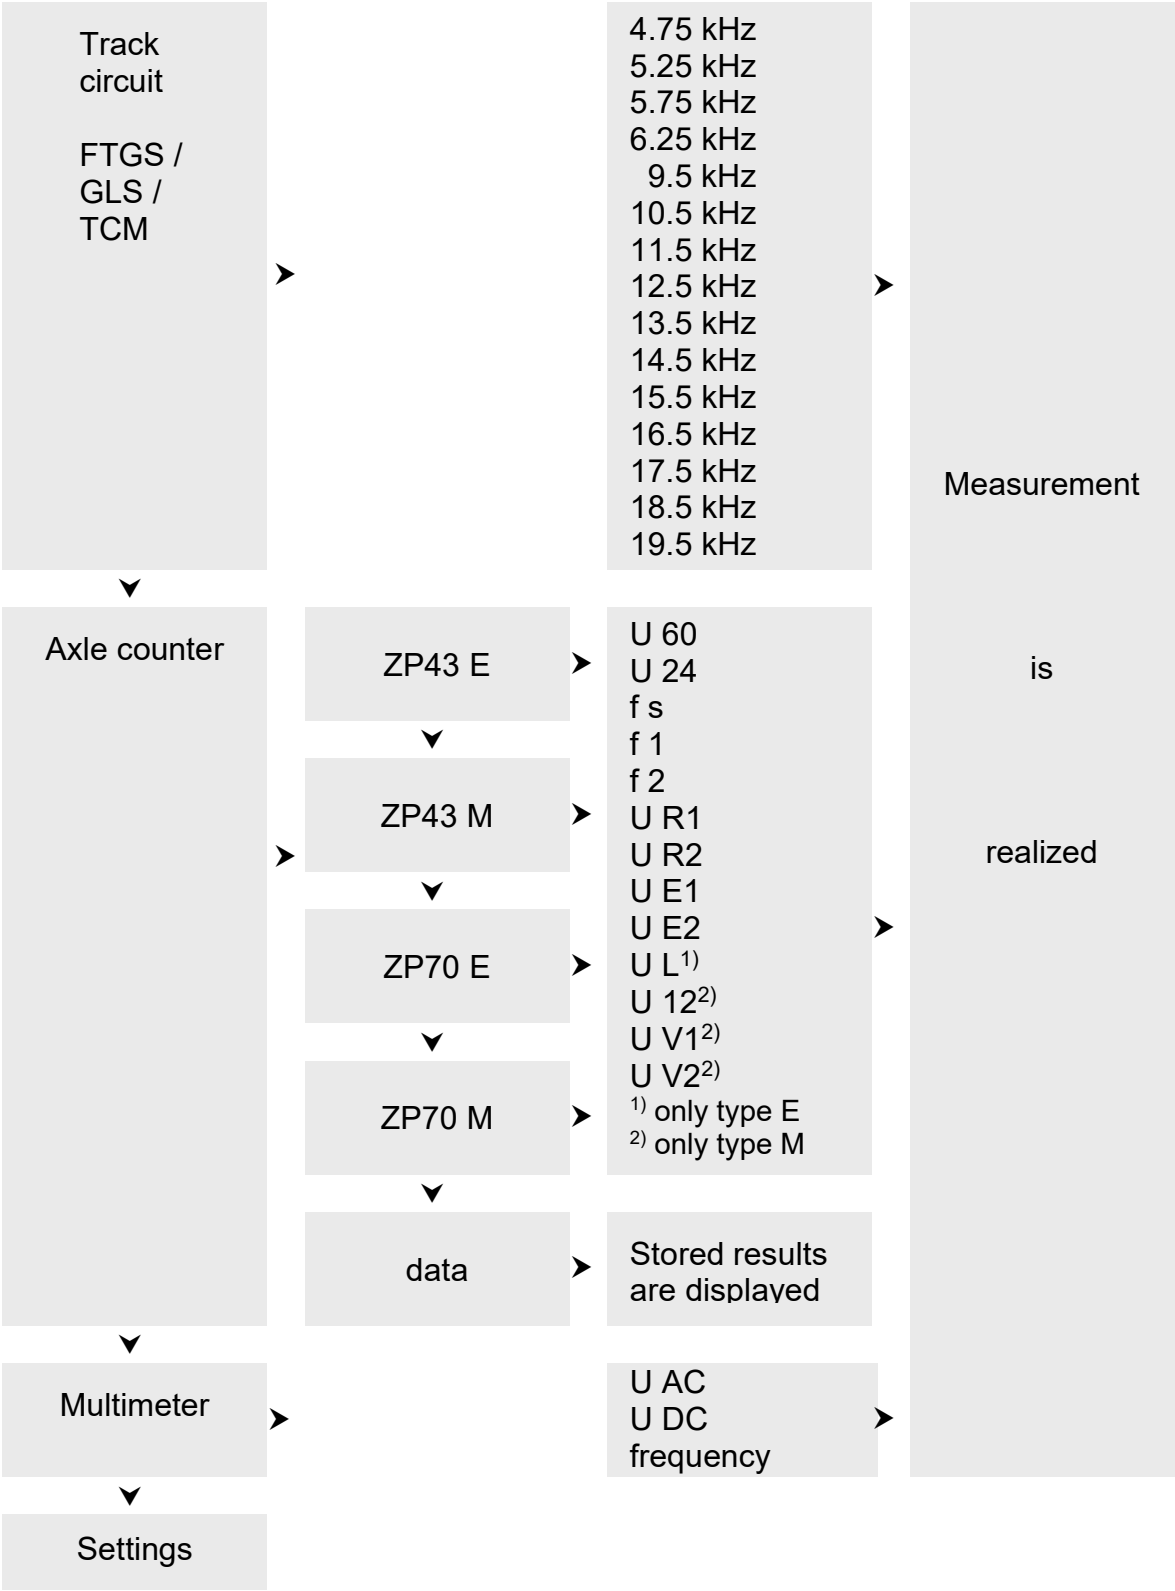 Track
circuit
FTGS /
GLS /
TCM
4.75 kHz
5.25 kHz
5.75 kHz
6.25 kHz
9.5 kHz
10.5 kHz
11.5 kHz
12.5 kHz
13.5 kHz
14.5 kHz
15.5 kHz
16.5 kHz
17.5 kHz
18.5 kHz
19.5 kHz
Measurement
is
realized
Axle counter
ZP43 E
ZP43 M
ZP70 E
ZP70 M
data
U 60
U 24
f s
f 1
f 2
U R1
U R2
U E1
U E2
U L1)
U 122)
U V12)
U V22)
1) only type E
2) only type M
Stored results
are displayed
Multimeter
U AC
U DC
frequency
Settings